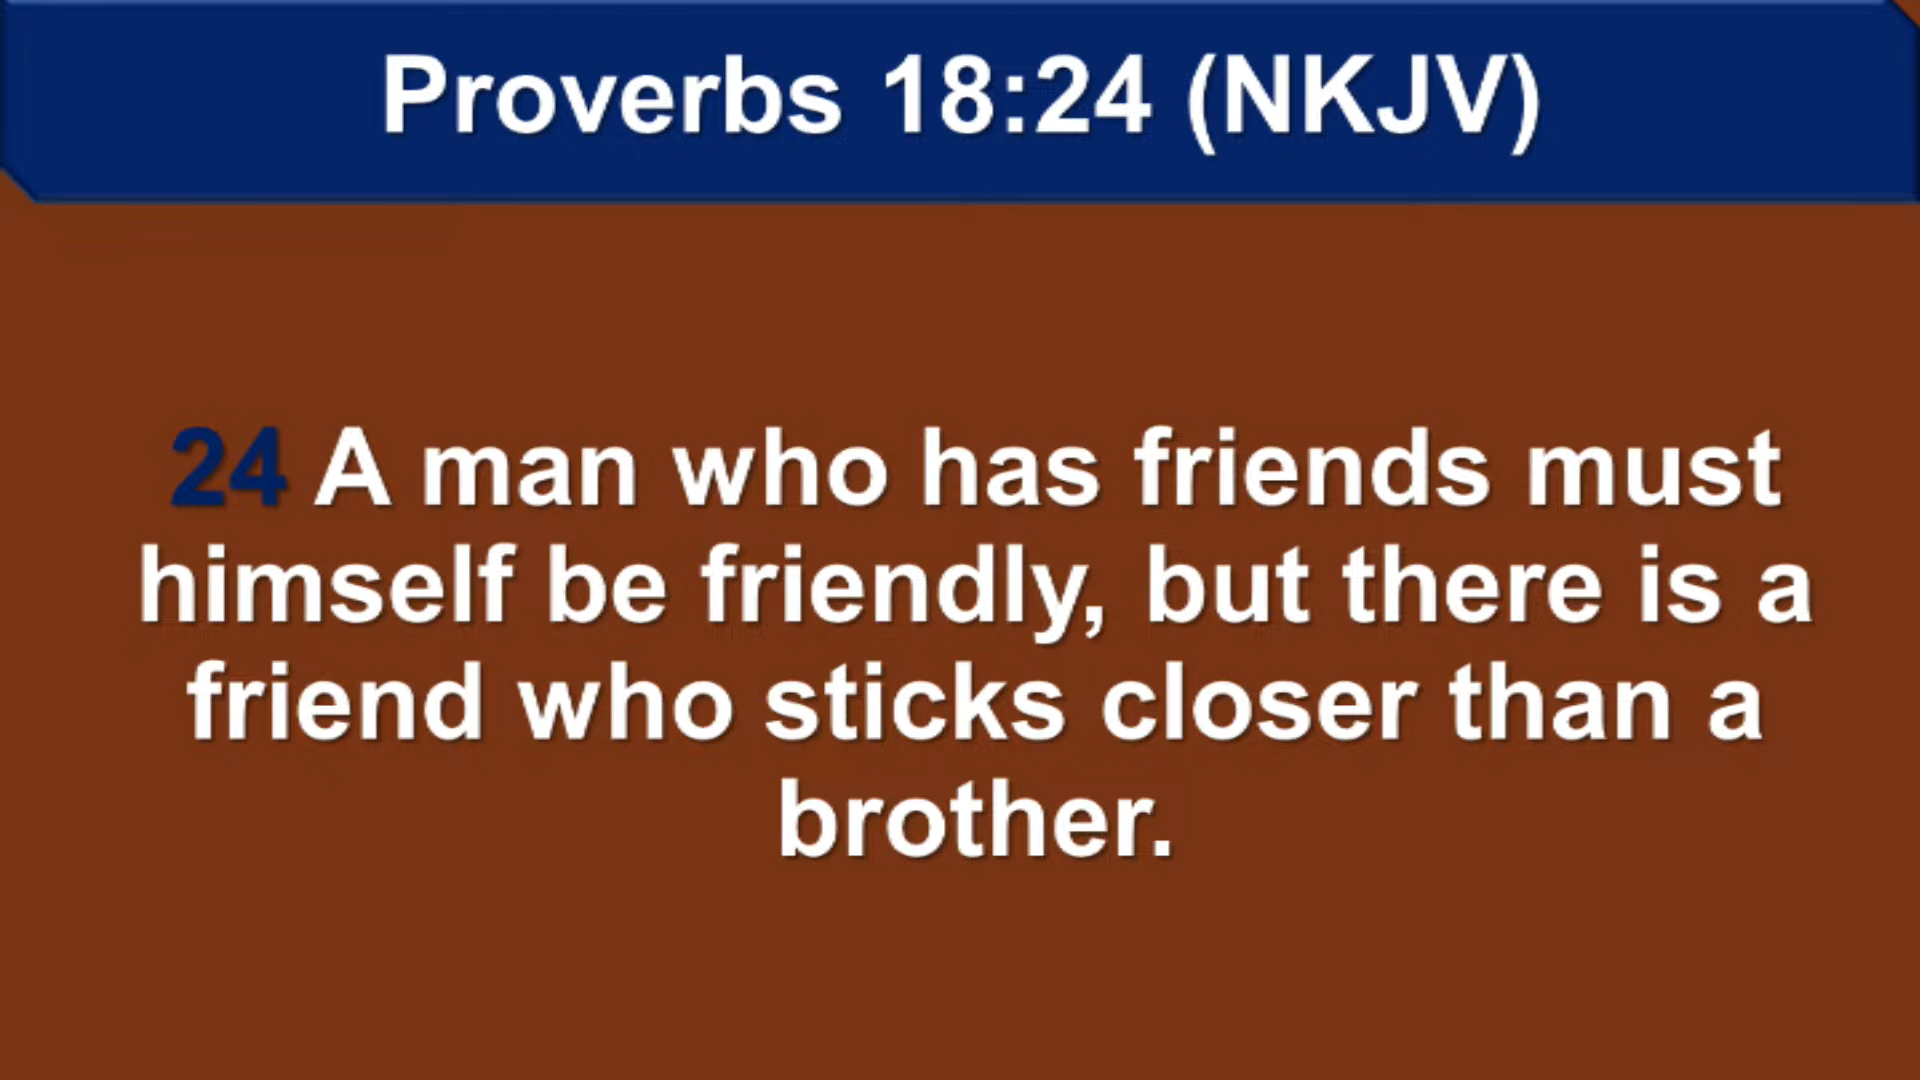 Proverbs 18:24 (NKJV)
24 A man who has friends must
himself be friendly, but there is a
friend who sticks closer than a
brother.